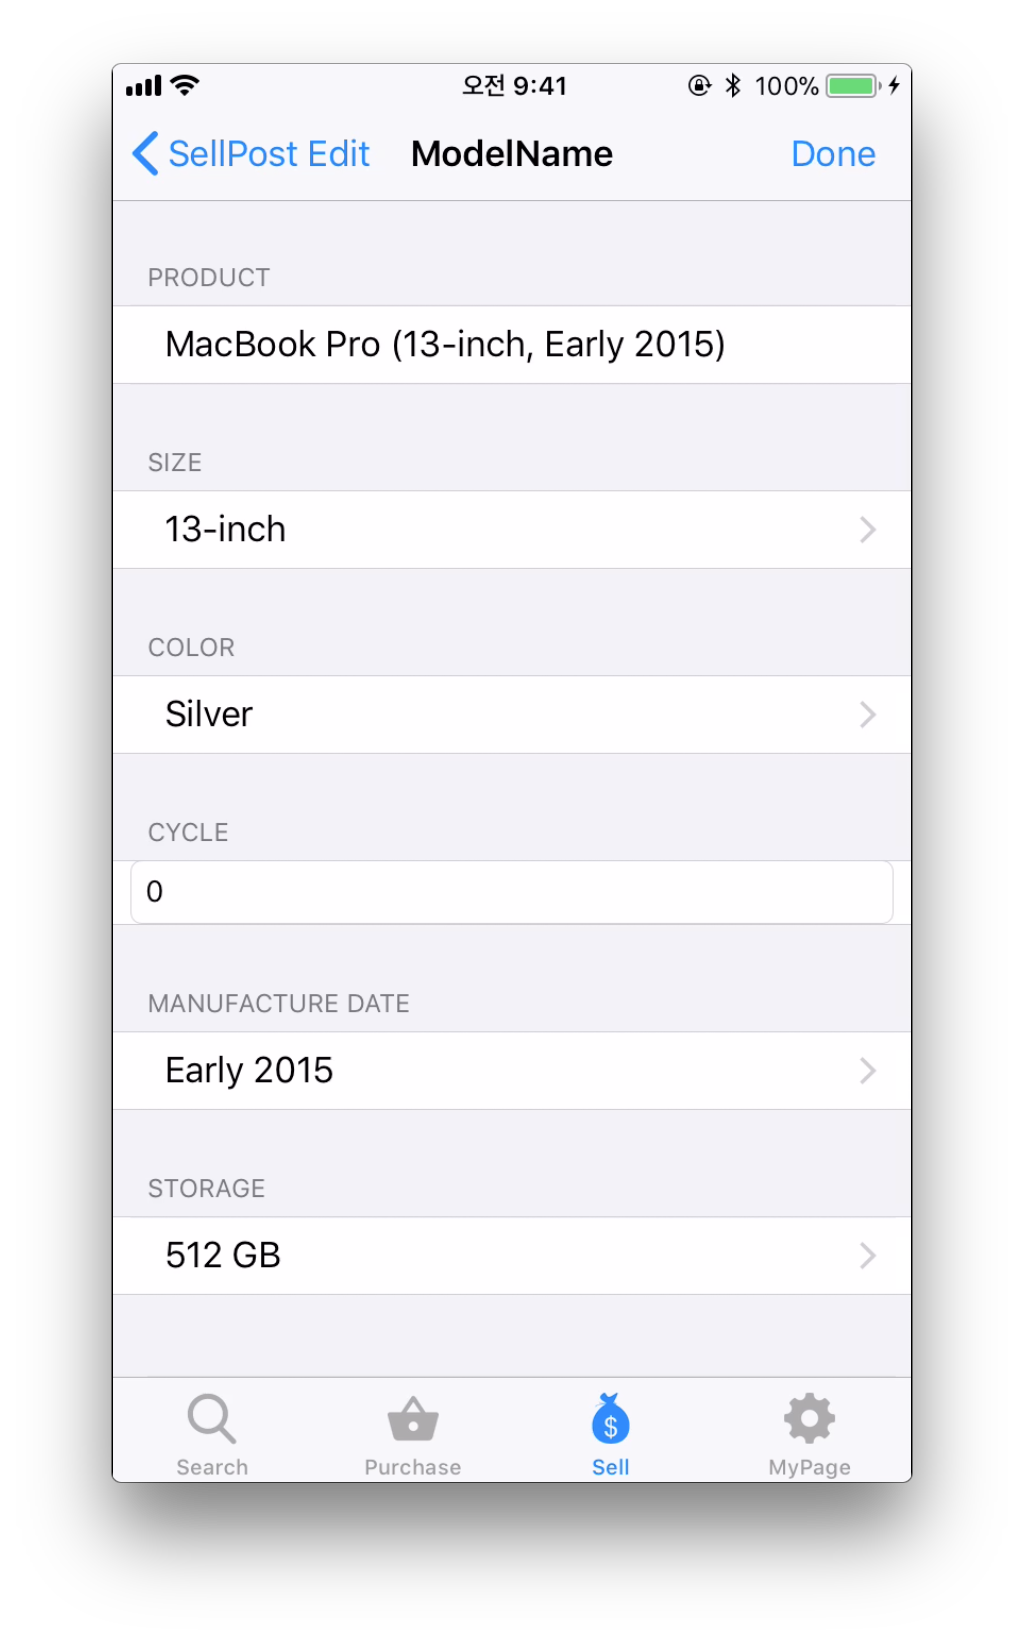 오전 9:41
100%
SellPost Edit ModelName Done
PRODUCT
MacBook Pro (13-inch, Early 2015)
SIZE
13-inch
COLOR
Silver
CYCLE
0
MANUFACTURE DATE
Early 2015
STORAGE
512 GB
$
Search Purchase Sell MyPage